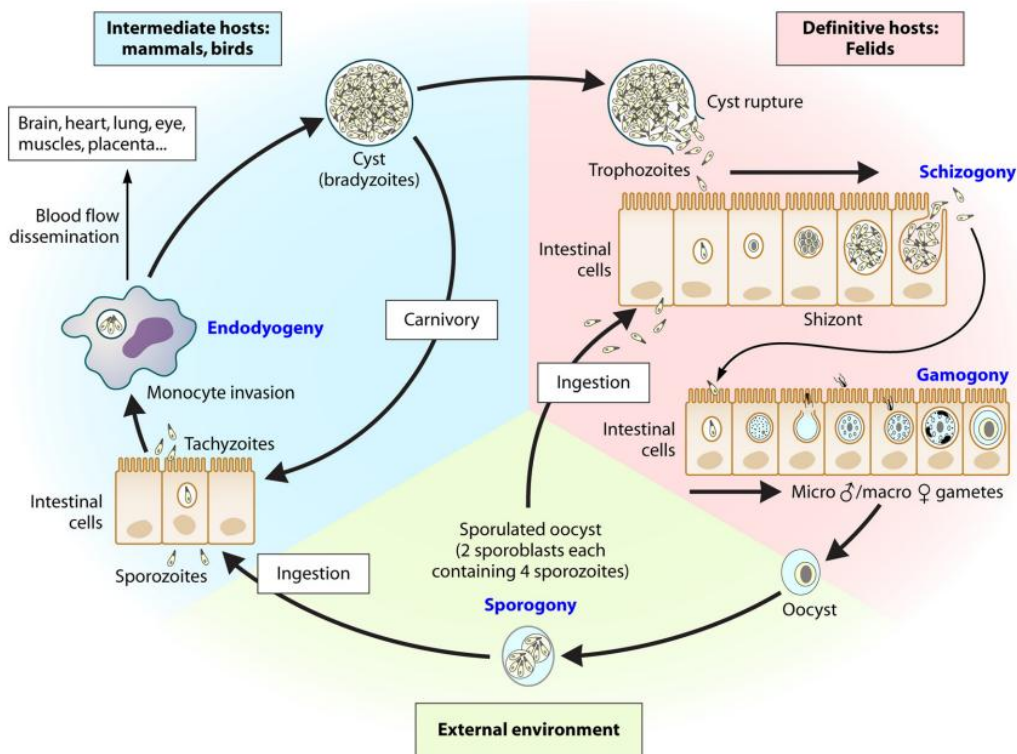 Intermediate hosts:
mammals, birds
Definitive hosts:
Felids
Brain, heart, lung, eye,
muscles, placenta...
Blood flow
dissemination
Cyst
(bradyzoites)
Cyst rupture
Trophozoites
Schizogony
Intestinal
cells
Shizont
Endodyogeny
Carnivory
Monocyte invasion
Ingestion
Gamogony
Tachyzoites
Intestinal
cells
Micro ♂/macro ♀ gametes
Intestinal
cells
Sporozoites
Ingestion
Sporulated oocyst
(2 sporoblasts each
containing 4 sporozoites)
Sporogony
Oocyst
External environment